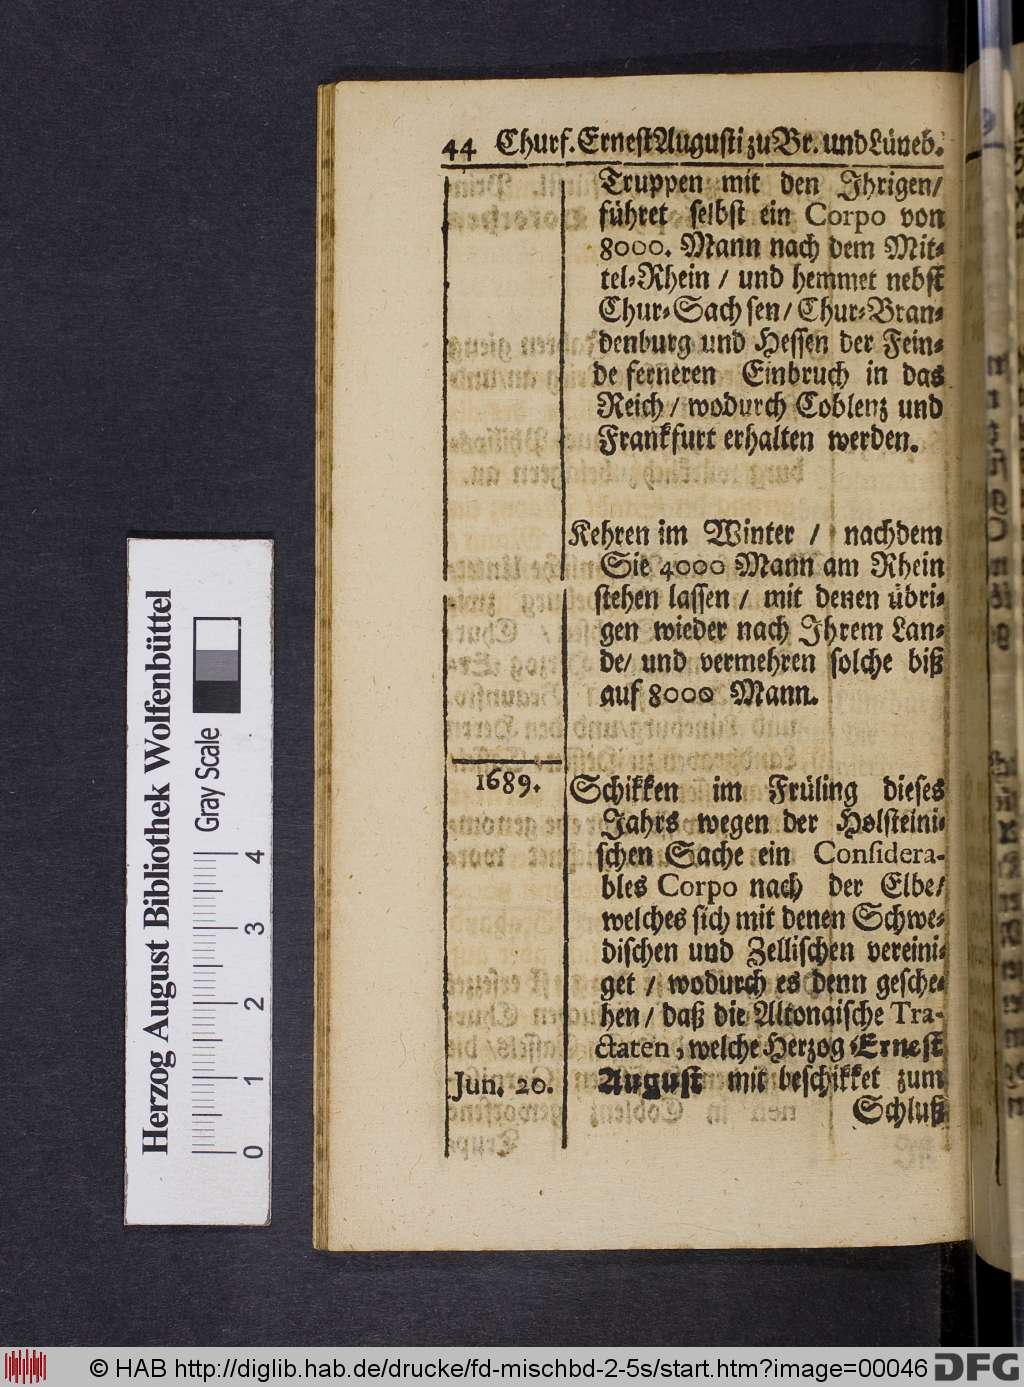 44 Churf. Ernest Augusti zu Br. und Lüneb.
Truppen mit den Ihrigen/
führet selbst ein Corpo von
8000. Mann nach dem Mit-
tel-Rhein / und hemmet nebst
Chur-Sachsen/ Chur-Bran-
denburg und Hessen der Fein-
de ferneren Einbruch in das
Reich / wodurch Coblenz und
Frankfurt erhalten werden.
Kehren im Winter / nachdem
Sie 4000 Mann am Rhein
stehen lassen / mit denen übri-
gen wieder nach Ihrem Lan-
de/ und vermehren solche biß
auf 8000 Mann.
1689. Schikken im Früling dieses
Jahrs wegen der Holsteini-
schen Sache ein Considera-
bles Corpo nach der Elbe/
welches sich mit denen Schwe-
dischen und Zellischen vereini-
get / wodurch es denn gesche-
hen / daß die Altonaische Tra-
ctaten, welche Herzog Ernest
Jun. 20. August mit beschikket zum
Schluß
Herzog August Bibliothek Wolfenbüttel
Gray Scale
0 1 2 3 4
© HAB http://diglib.hab.de/drucke/fd-mischbd-2-5s/start.htm?image=00046
DFG